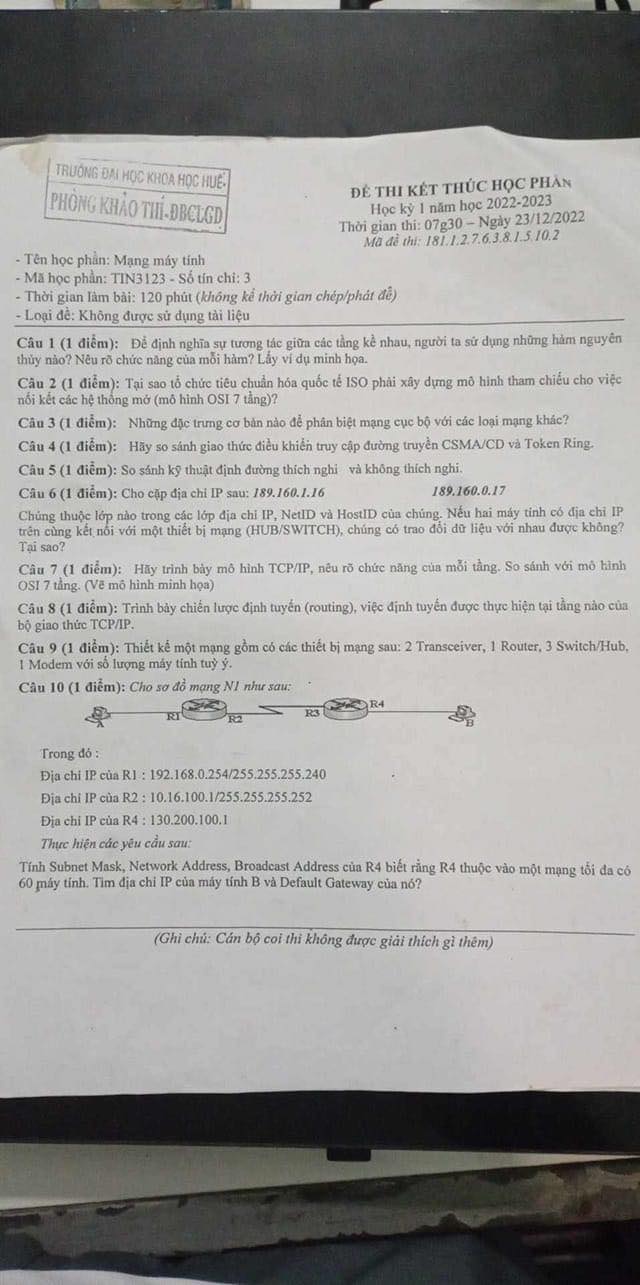 TRƯỜNG ĐẠI HỌC KHOA HỌC HUẾ
PHÒNG KHẢO THÍ-ĐBCLGD
ĐỀ THI KẾT THÚC HỌC PHẦN
Học kỳ 1 năm học 2022-2023
Thời gian thi: 07g30 – Ngày 23/12/2022
Mã đề thi: 181.1.2.7.6.3.8.1.5.10.2
- Tên học phần: Mạng máy tính
- Mã học phần: TIN3123 - Số tín chỉ: 3
- Thời gian làm bài: 120 phút (không kể thời gian chép/phát đề)
- Loại đề: Không được sử dụng tài liệu
Câu 1 (1 điểm): Để định nghĩa sự tương tác giữa các tầng kề nhau, người ta sử dụng những hàm nguyên
thủy nào? Nêu rõ chức năng của mỗi hàm? Lấy ví dụ minh họa.
Câu 2 (1 điểm): Tại sao tổ chức tiêu chuẩn hóa quốc tế ISO phải xây dựng mô hình tham chiếu cho việc
nối kết các hệ thống mở (mô hình OSI 7 tầng)?
Câu 3 (1 điểm): Những đặc trưng cơ bản nào để phân biệt mạng cục bộ với các loại mạng khác?
Câu 4 (1 điểm): Hãy so sánh giao thức điều khiển truy cập đường truyền CSMA/CD và Token Ring.
Câu 5 (1 điểm): So sánh kỹ thuật định đường thích nghi và không thích nghi.
Câu 6 (1 điểm): Cho cặp địa chỉ IP sau: 189.160.1.16 189.160.0.17
Chúng thuộc lớp nào trong các lớp địa chỉ IP, NetID và HostID của chúng. Nếu hai máy tính có địa chỉ IP
trên cùng kết nối với một thiết bị mạng (HUB/SWITCH), chúng có trao đổi dữ liệu với nhau được không?
Tại sao?
Câu 7 (1 điểm): Hãy trình bày mô hình TCP/IP, nêu rõ chức năng của mỗi tầng. So sánh với mô hình
OSI 7 tầng. (Vẽ mô hình minh họa)
Câu 8 (1 điểm): Trình bày chiến lược định tuyến (routing), việc định tuyến được thực hiện tại tầng nào của
bộ giao thức TCP/IP.
Câu 9 (1 điểm): Thiết kế một mạng gồm có các thiết bị mạng sau: 2 Transceiver, 1 Router, 3 Switch/Hub,
1 Modem với số lượng máy tính tuỳ ý.
Câu 10 (1 điểm): Cho sơ đồ mạng N1 như sau:
A R1 R2 R3 R4 B
Trong đó :
Địa chỉ IP của R1 : 192.168.0.254/255.255.255.240
Địa chỉ IP của R2 : 10.16.100.1/255.255.255.252
Địa chỉ IP của R4 : 130.200.100.1
Thực hiện các yêu cầu sau:
Tính Subnet Mask, Network Address, Broadcast Address của R4 biết rằng R4 thuộc vào một mạng tối đa có
60 máy tính. Tìm địa chỉ IP của máy tính B và Default Gateway của nó?
(Ghi chú: Cán bộ coi thi không được giải thích gì thêm)